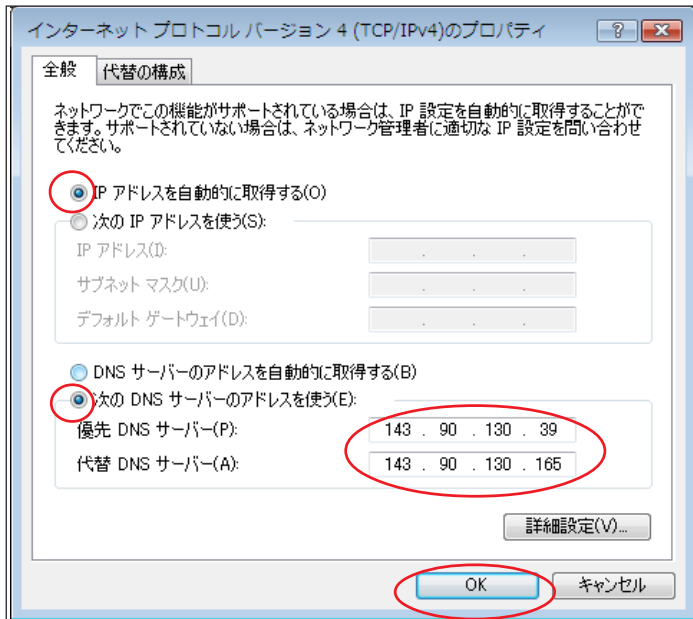 インターネット プロトコル バージョン 4 (TCP/IPv4)のプロパティ
全般 代替の構成
ネットワークでこの機能がサポートされている場合は、IP 設定を自動的に取得することがで
きます。サポートされていない場合は、ネットワーク管理者に適切な IP 設定を問い合わせ
てください。
IP アドレスを自動的に取得する(O)
次の IP アドレスを使う(S):
IP アドレス(I):
サブネット マスク(U):
デフォルト ゲートウェイ(D):
DNS サーバーのアドレスを自動的に取得する(B)
次の DNS サーバーのアドレスを使う(E):
優先 DNS サーバー(P): 143 . 90 . 130 . 39
代替 DNS サーバー(A): 143 . 90 . 130 . 165
詳細設定(V)...
OK キャンセル